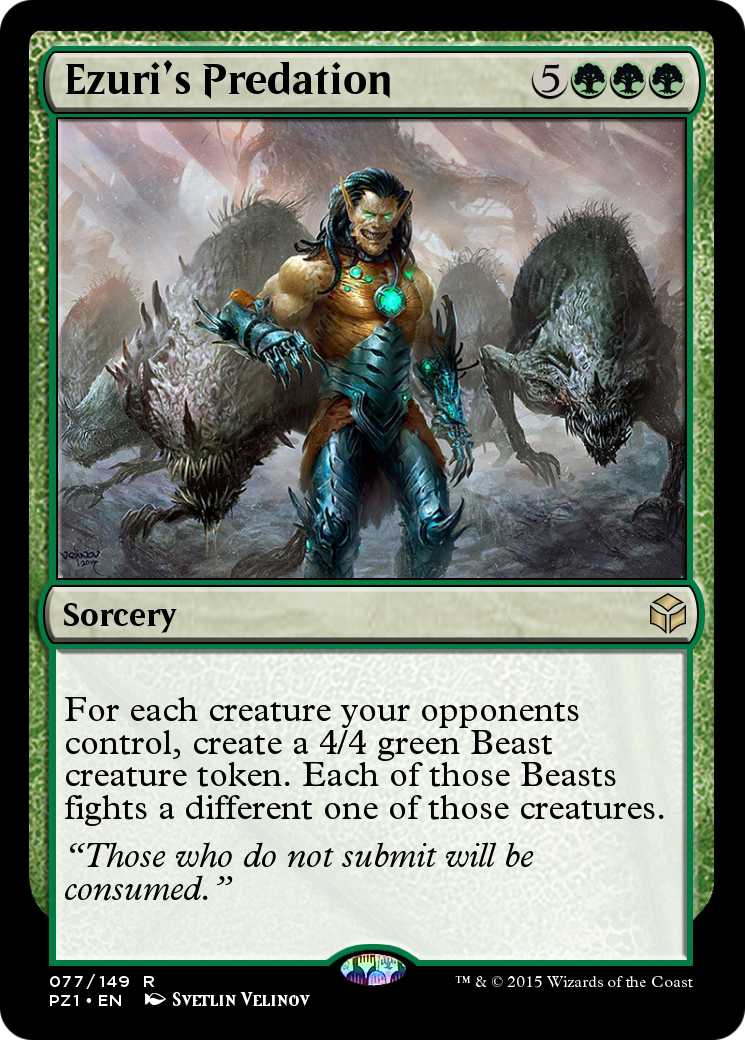 Ezuri's Predation 5
Velinov
2014
Sorcery
For each creature your opponents
control, create a 4/4 green Beast
creature token. Each of those Beasts
fights a different one of those creatures.
“Those who do not submit will be
consumed.”
077/149 R
PZ1 • EN Svetlin Velinov
™ & © 2015 Wizards of the Coast